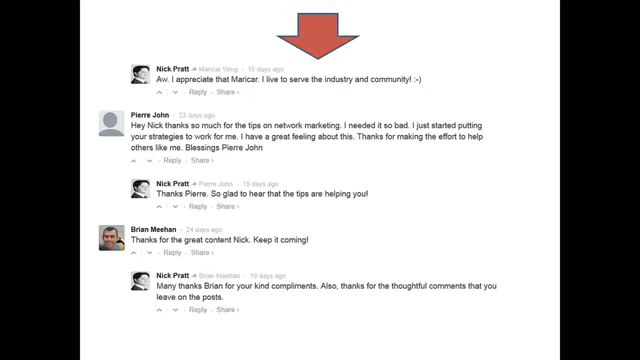 Nick Pratt → Maricar Wing · 19 days ago
Aw. I appreciate that Maricar. I live to serve the industry and community! :-)
Reply · Share ›
Pierre John · 23 days ago
Hey Nick thanks so much for the tips on network marketing. I needed it so bad. I just started putting
your strategies to work for me. I have a great feeling about this. Thanks for making the effort to help
others like me. Blessings Pierre John
Reply · Share ›
Nick Pratt → Pierre John · 19 days ago
Thanks Pierre. So glad to hear that the tips are helping you!
Reply · Share ›
Brian Meehan · 24 days ago
Thanks for the great content Nick. Keep it coming!
Reply · Share ›
Nick Pratt → Brian Meehan · 19 days ago
Many thanks Brian for your kind compliments. Also, thanks for the thoughtful comments that you
leave on the posts.
Reply · Share ›